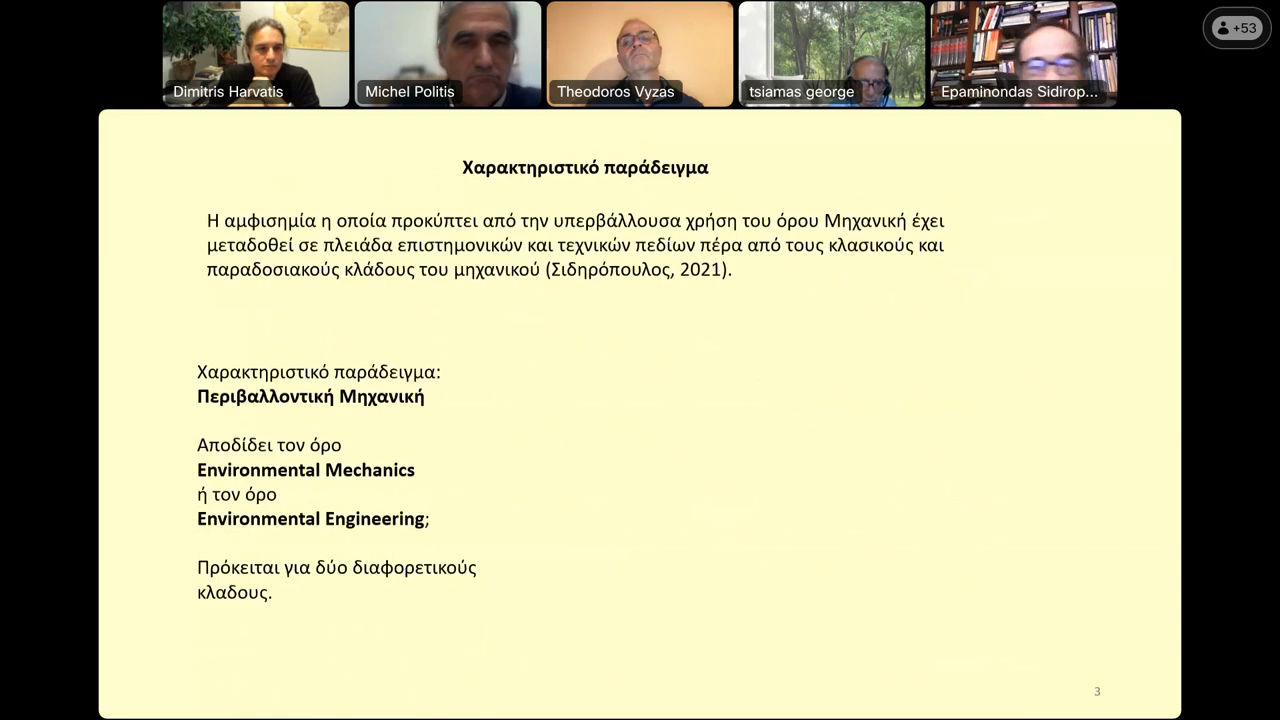 Dimitris Harvatis
Michel Politis
Theodoros Vyzas
tsiamas george
Epaminondas Sidirop...
+53
Χαρακτηριστικό παράδειγμα
Η αμφισημία η οποία προκύπτει από την υπερβάλλουσα χρήση του όρου Μηχανική έχει
μεταδοθεί σε πλειάδα επιστημονικών και τεχνικών πεδίων πέρα από τους κλασικούς και
παραδοσιακούς κλάδους του μηχανικού (Σιδηρόπουλος, 2021).
Χαρακτηριστικό παράδειγμα:
Περιβαλλοντική Μηχανική
Αποδίδει τον όρο
Environmental Mechanics
ή τον όρο
Environmental Engineering;
Πρόκειται για δύο διαφορετικούς
κλαδους.
3